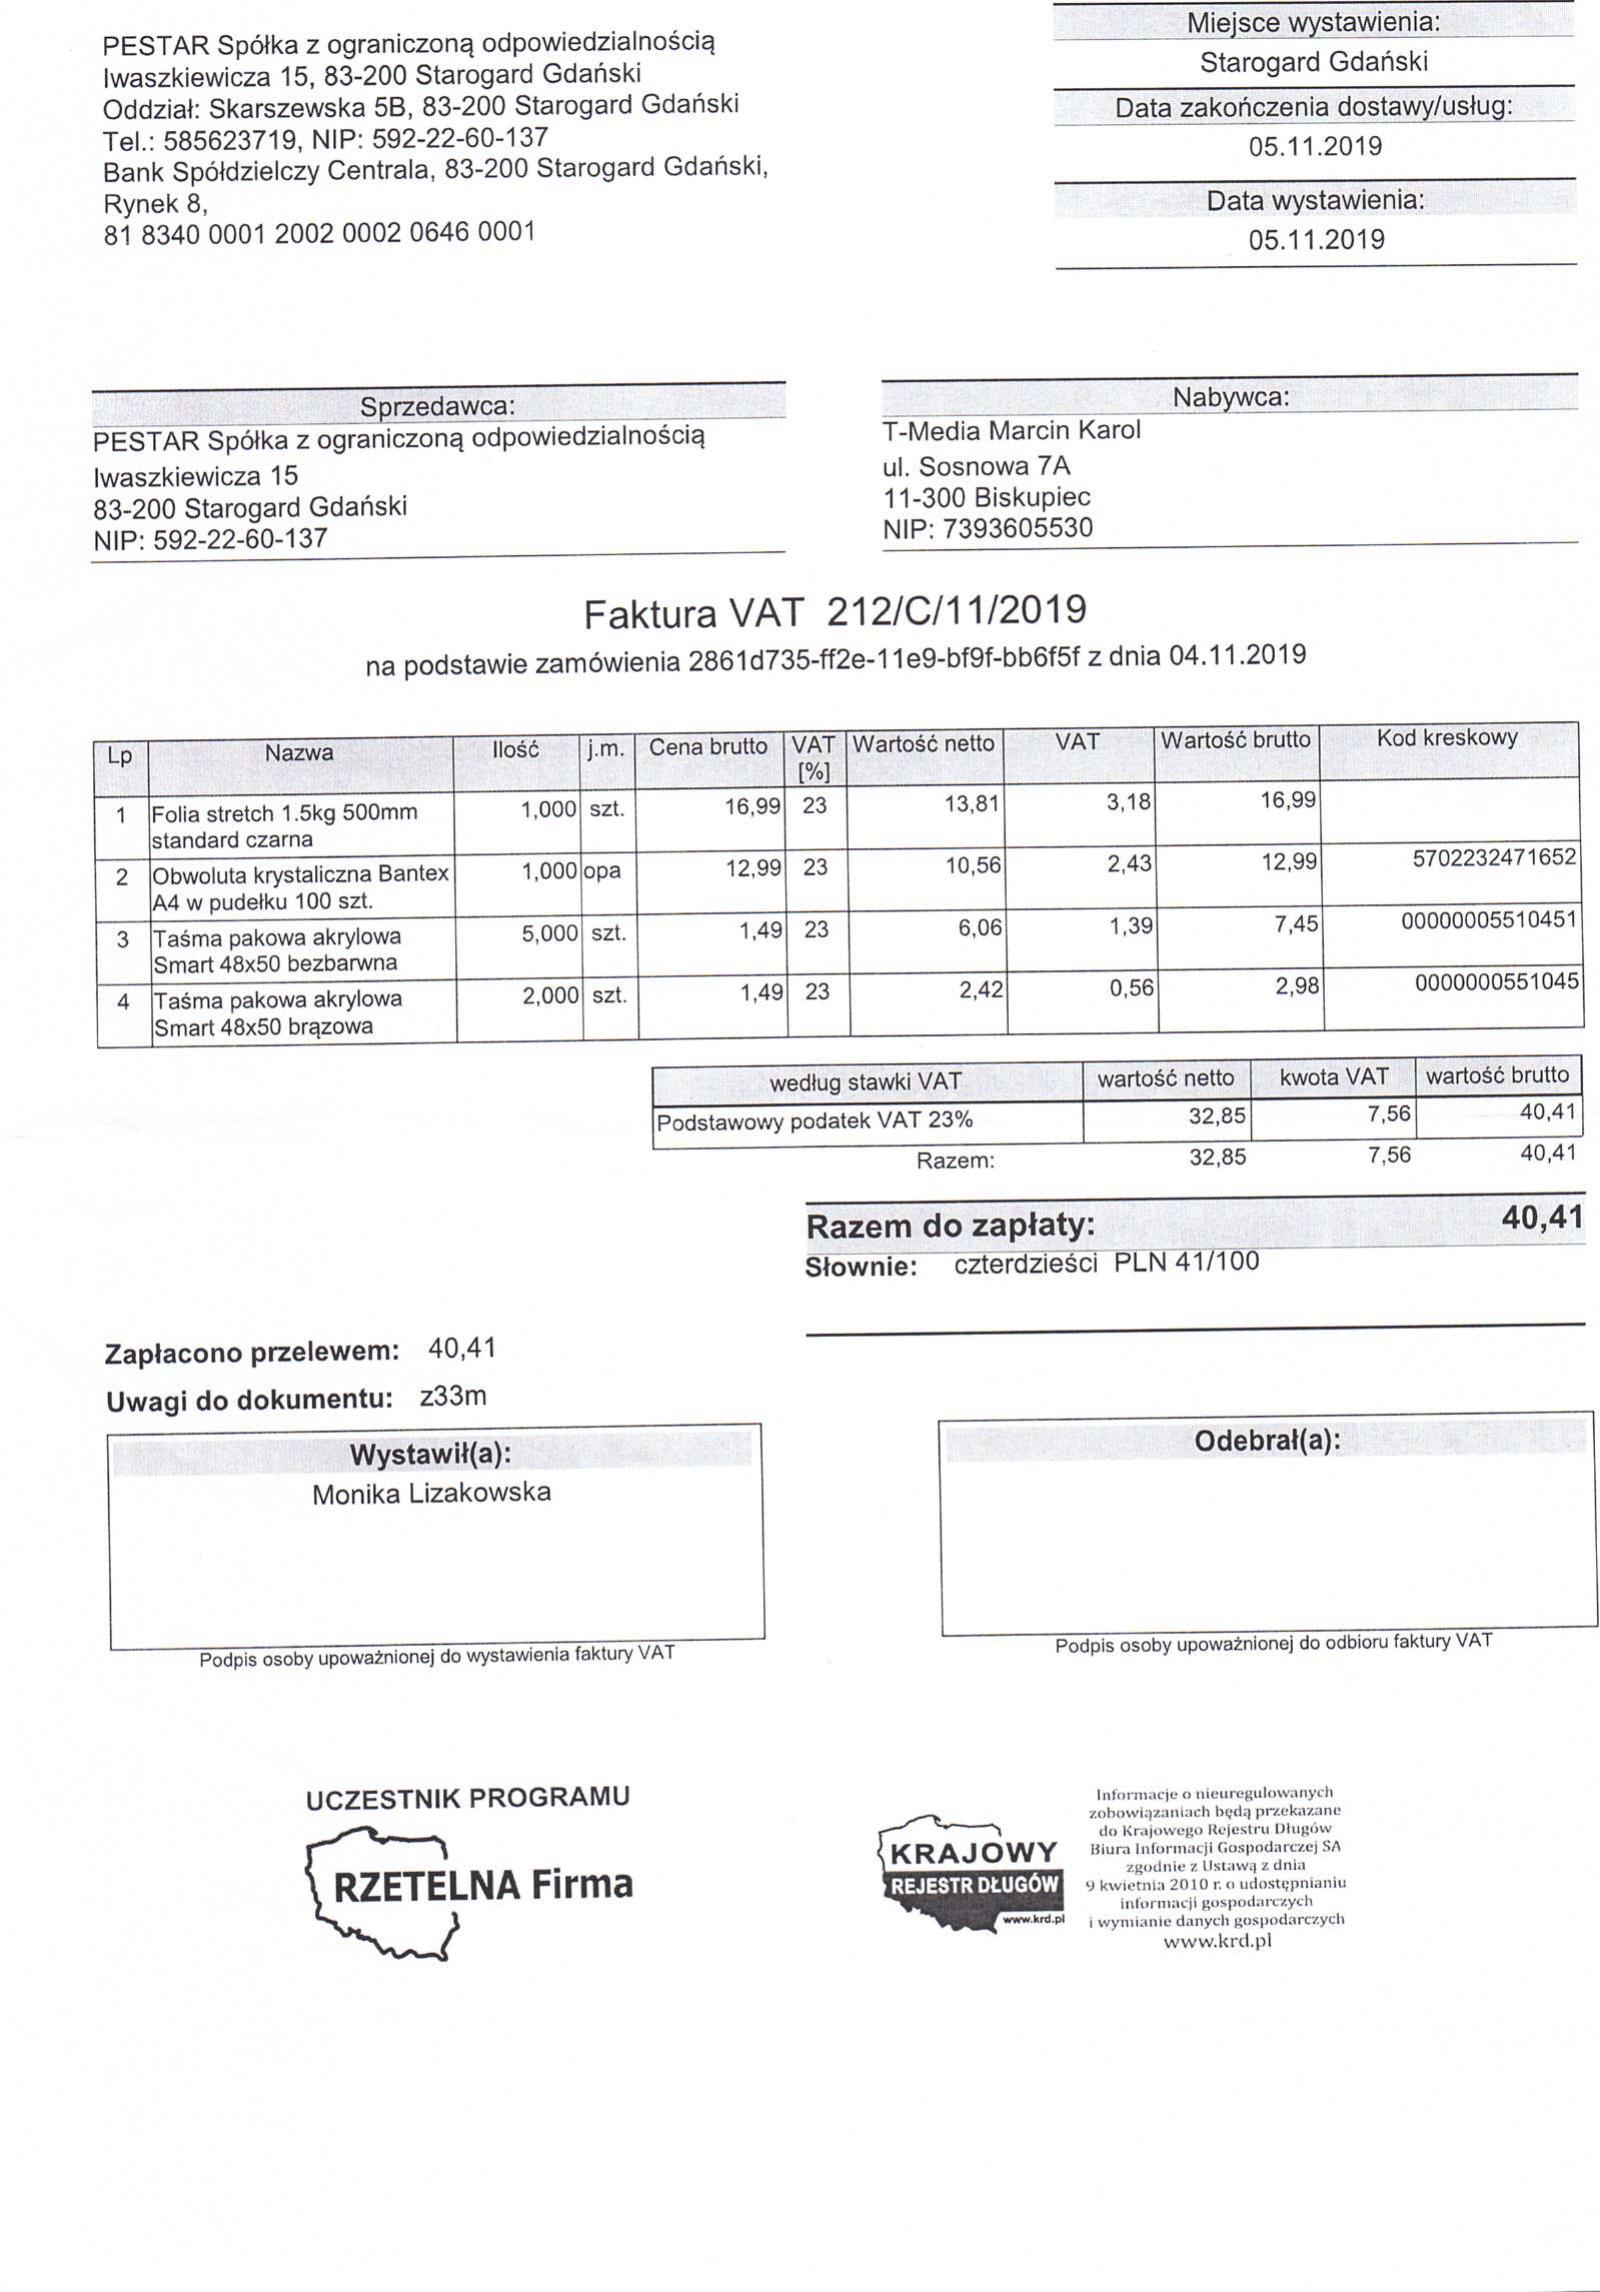 PESTAR Spółka z ograniczoną odpowiedzialnością
Iwaszkiewicza 15, 83-200 Starogard Gdański
Oddział: Skarszewska 5B, 83-200 Starogard Gdański
Tel.: 585623719, NIP: 592-22-60-137
Bank Spółdzielczy Centrala, 83-200 Starogard Gdański,
Rynek 8,
81 8340 0001 2002 0002 0646 0001
Miejsce wystawienia:
Starogard Gdański
Data zakończenia dostawy/usług:
05.11.2019
Data wystawienia:
05.11.2019
Sprzedawca:
PESTAR Spółka z ograniczoną odpowiedzialnością
Iwaszkiewicza 15
83-200 Starogard Gdański
NIP: 592-22-60-137
Nabywca:
T-Media Marcin Karol
ul. Sosnowa 7A
11-300 Biskupiec
NIP: 7393605530
Faktura VAT 212/C/11/2019
na podstawie zamówienia 2861d735-ff2e-11e9-bf9f-bb6f5f z dnia 04.11.2019
Lp Nazwa Ilość j.m. Cena brutto VAT [%] Wartość netto VAT Wartość brutto Kod kreskowy
1 Folia stretch 1.5kg 500mm 1,000 szt. 16,99 23 13,81 3,18 16,99
standard czarna
2 Obwoluta krystaliczna Bantex 1,000 opa 12,99 23 10,56 2,43 12,99 5702232471652
A4 w pudełku 100 szt.
3 Taśma pakowa akrylowa 5,000 szt. 1,49 23 6,06 1,39 7,45 00000005510451
Smart 48x50 bezbarwna
4 Taśma pakowa akrylowa 2,000 szt. 1,49 23 2,42 0,56 2,98 0000000551045
Smart 48x50 brązowa
według stawki VAT wartość netto kwota VAT wartość brutto
Podstawowy podatek VAT 23% 32,85 7,56 40,41
Razem: 32,85 7,56 40,41
Razem do zapłaty: 40,41
Słownie: czterdzieści PLN 41/100
Zapłacono przelewem: 40,41
Uwagi do dokumentu: z33m
Wystawił(a):
Monika Lizakowska
Podpis osoby upoważnionej do wystawienia faktury VAT
Odebrał(a):
Podpis osoby upoważnionej do odbioru faktury VAT
UCZESTNIK PROGRAMU
RZETELNA Firma
KRAJOWY
REJESTR DŁUGÓW
www.krd.pl
Informacje o nieuregulowanych
zobowiązaniach będą przekazane
do Krajowego Rejestru Długów
Biura Informacji Gospodarczej SA
zgodnie z Ustawą z dnia
9 kwietnia 2010 r. o udostępnianiu
informacji gospodarczych
i wymianie danych gospodarczych
www.krd.pl